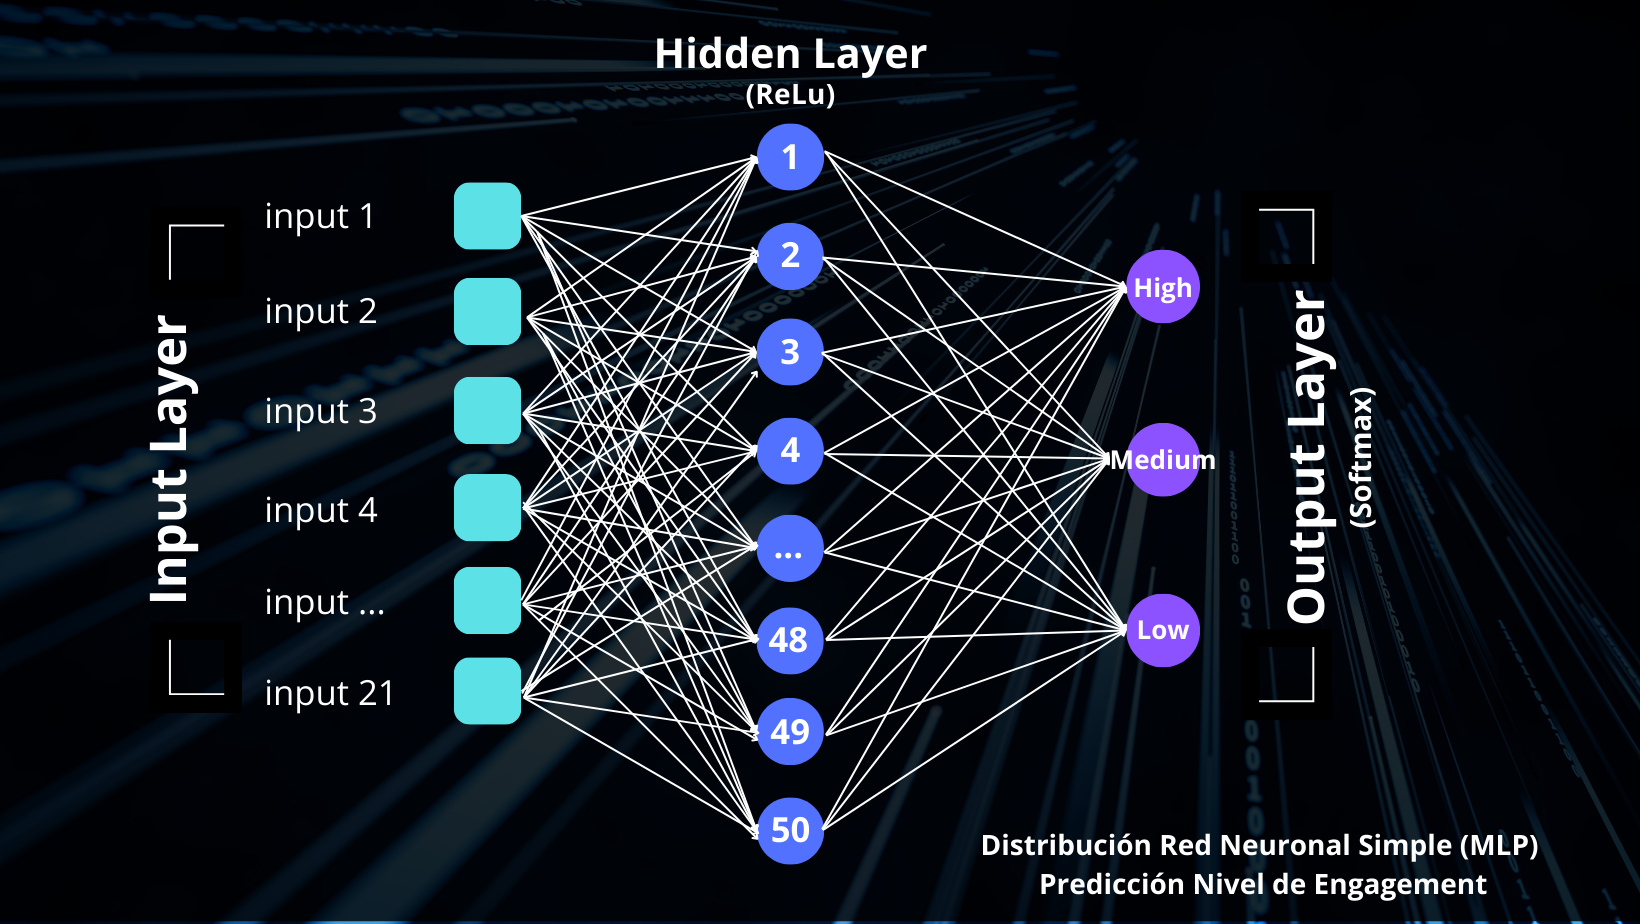 Hidden Layer
(ReLu)
Input Layer
input 1
input 2
input 3
input 4
input ...
input 21
1
2
3
4
...
48
49
50
High
Medium
Low
Output Layer
(Softmax)
Distribución Red Neuronal Simple (MLP)
Predicción Nivel de Engagement